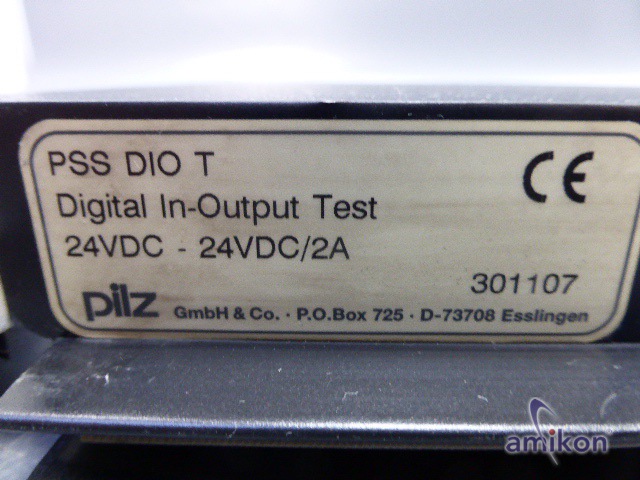 PSS DIO T
CE
Digital In-Output Test
24VDC - 24VDC/2A
301107
pilz GmbH & Co. · P.O.Box 725 · D-73708 Esslingen
amikon